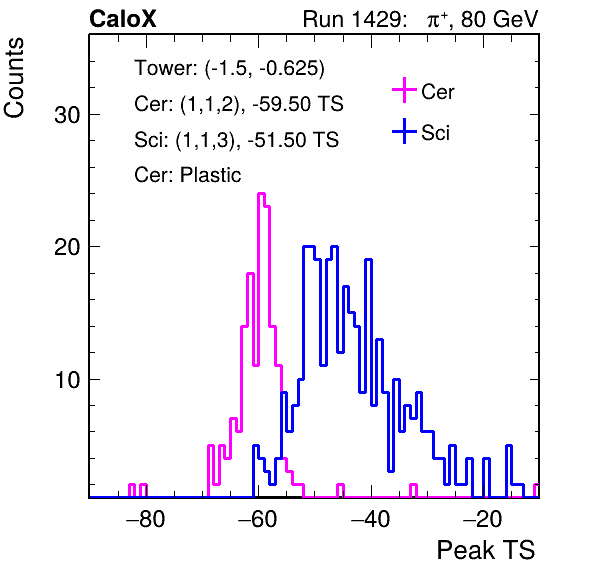 CaloX Run 1429: π⁺, 80 GeV
Counts
Tower: (-1.5, -0.625)
Cer: (1,1,2), -59.50 TS
Sci: (1,1,3), -51.50 TS
Cer: Plastic
Cer
Sci
30
20
10
−80 −60 −40 −20
Peak TS